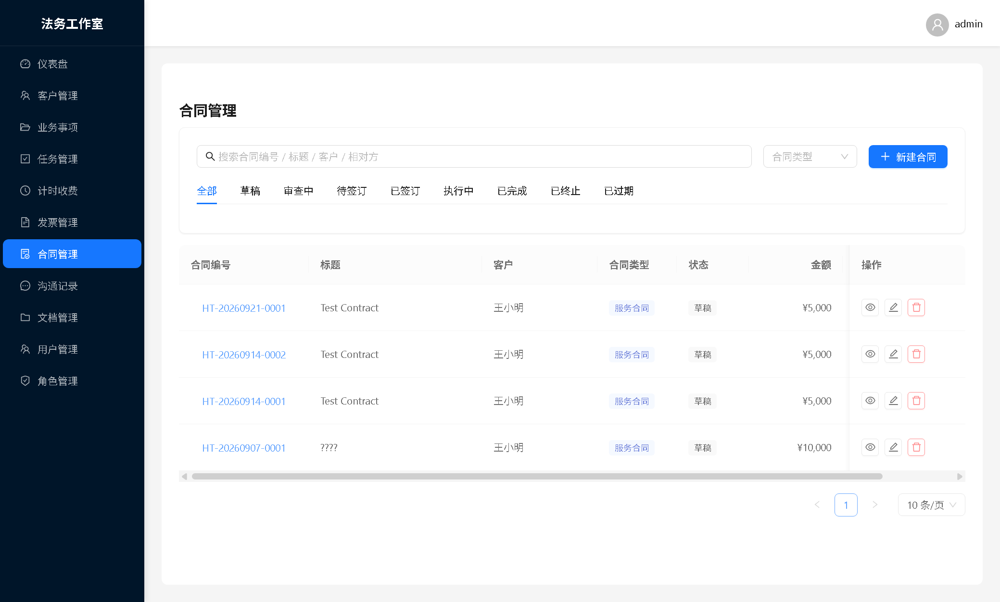 法务工作室
admin
仪表盘
客户管理
业务事项
任务管理
计时收费
发票管理
合同管理
沟通记录
文档管理
用户管理
角色管理
合同管理
搜索合同编号 / 标题 / 客户 / 相对方
合同类型
新建合同
全部 草稿 审查中 待签订 已签订 执行中 已完成 已终止 已过期
合同编号 标题 客户 合同类型 状态 金额 操作
HT-20260921-0001 Test Contract 王小明 服务合同 草稿 ¥5,000
HT-20260914-0002 Test Contract 王小明 服务合同 草稿 ¥5,000
HT-20260914-0001 Test Contract 王小明 服务合同 草稿 ¥5,000
HT-20260907-0001 ???? 王小明 服务合同 草稿 ¥10,000
1 10 条/页